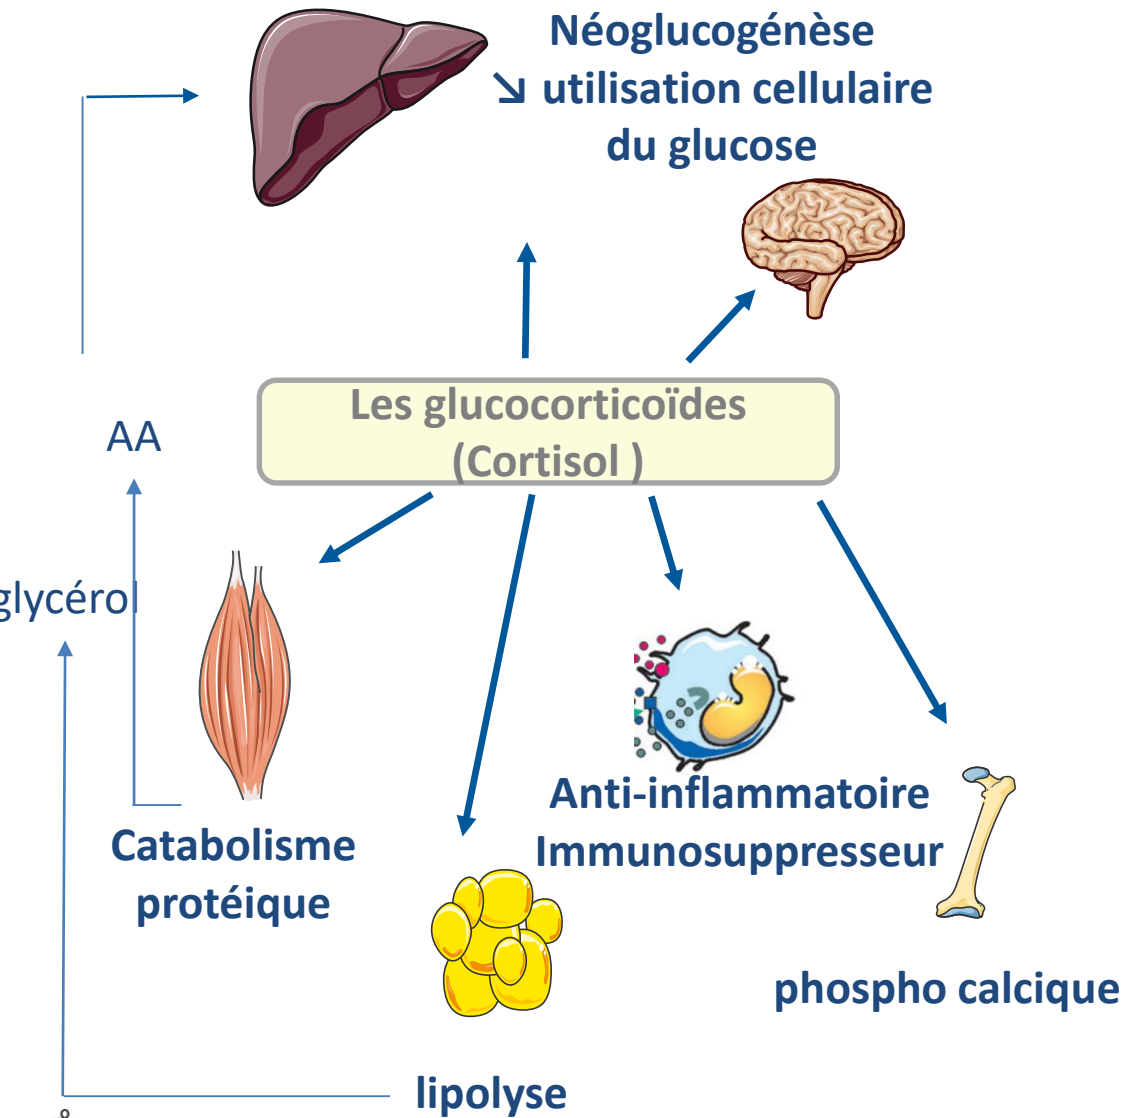 Néoglucogénèse
↘ utilisation cellulaire
du glucose
Les glucocorticoïdes
(Cortisol )
AA
glycérol
Catabolisme
protéique
Anti-inflammatoire
Immunosuppresseur
phospho calcique
lipolyse